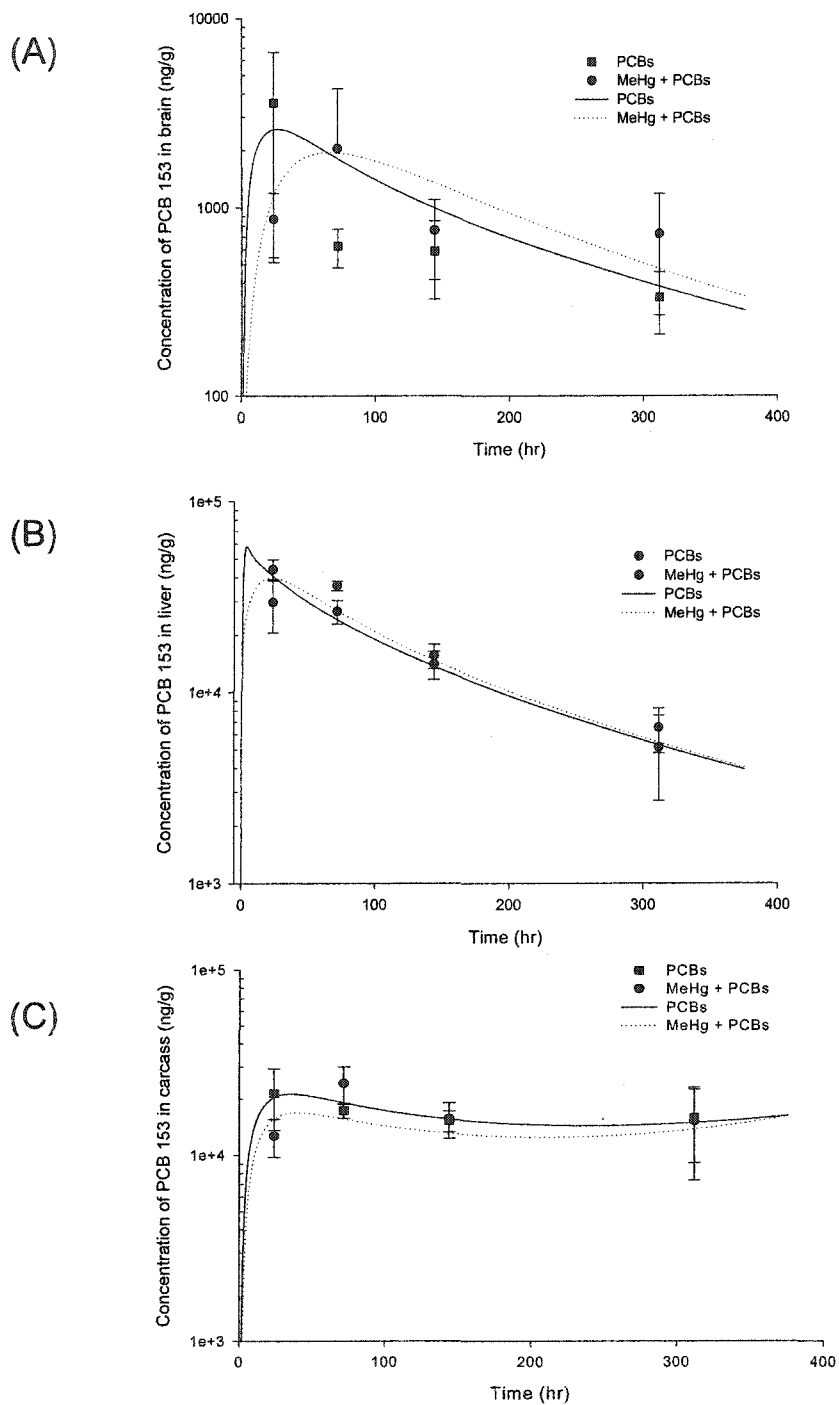 (A)
Concentration of PCB 153 in brain (ng/g)
10000
1000
100
PCBs
MeHg + PCBs
PCBs
MeHg + PCBs
0 100 200 300 400
Time (hr)
(B)
Concentration of PCB 153 in liver (ng/g)
1e+5
1e+4
1e+3
PCBs
MeHg + PCBs
PCBs
MeHg + PCBs
0 100 200 300 400
Time (hr)
(C)
Concentration of PCB 153 in carcass (ng/g)
1e+5
1e+4
1e+3
PCBs
MeHg + PCBs
PCBs
MeHg + PCBs
0 100 200 300 400
Time (hr)